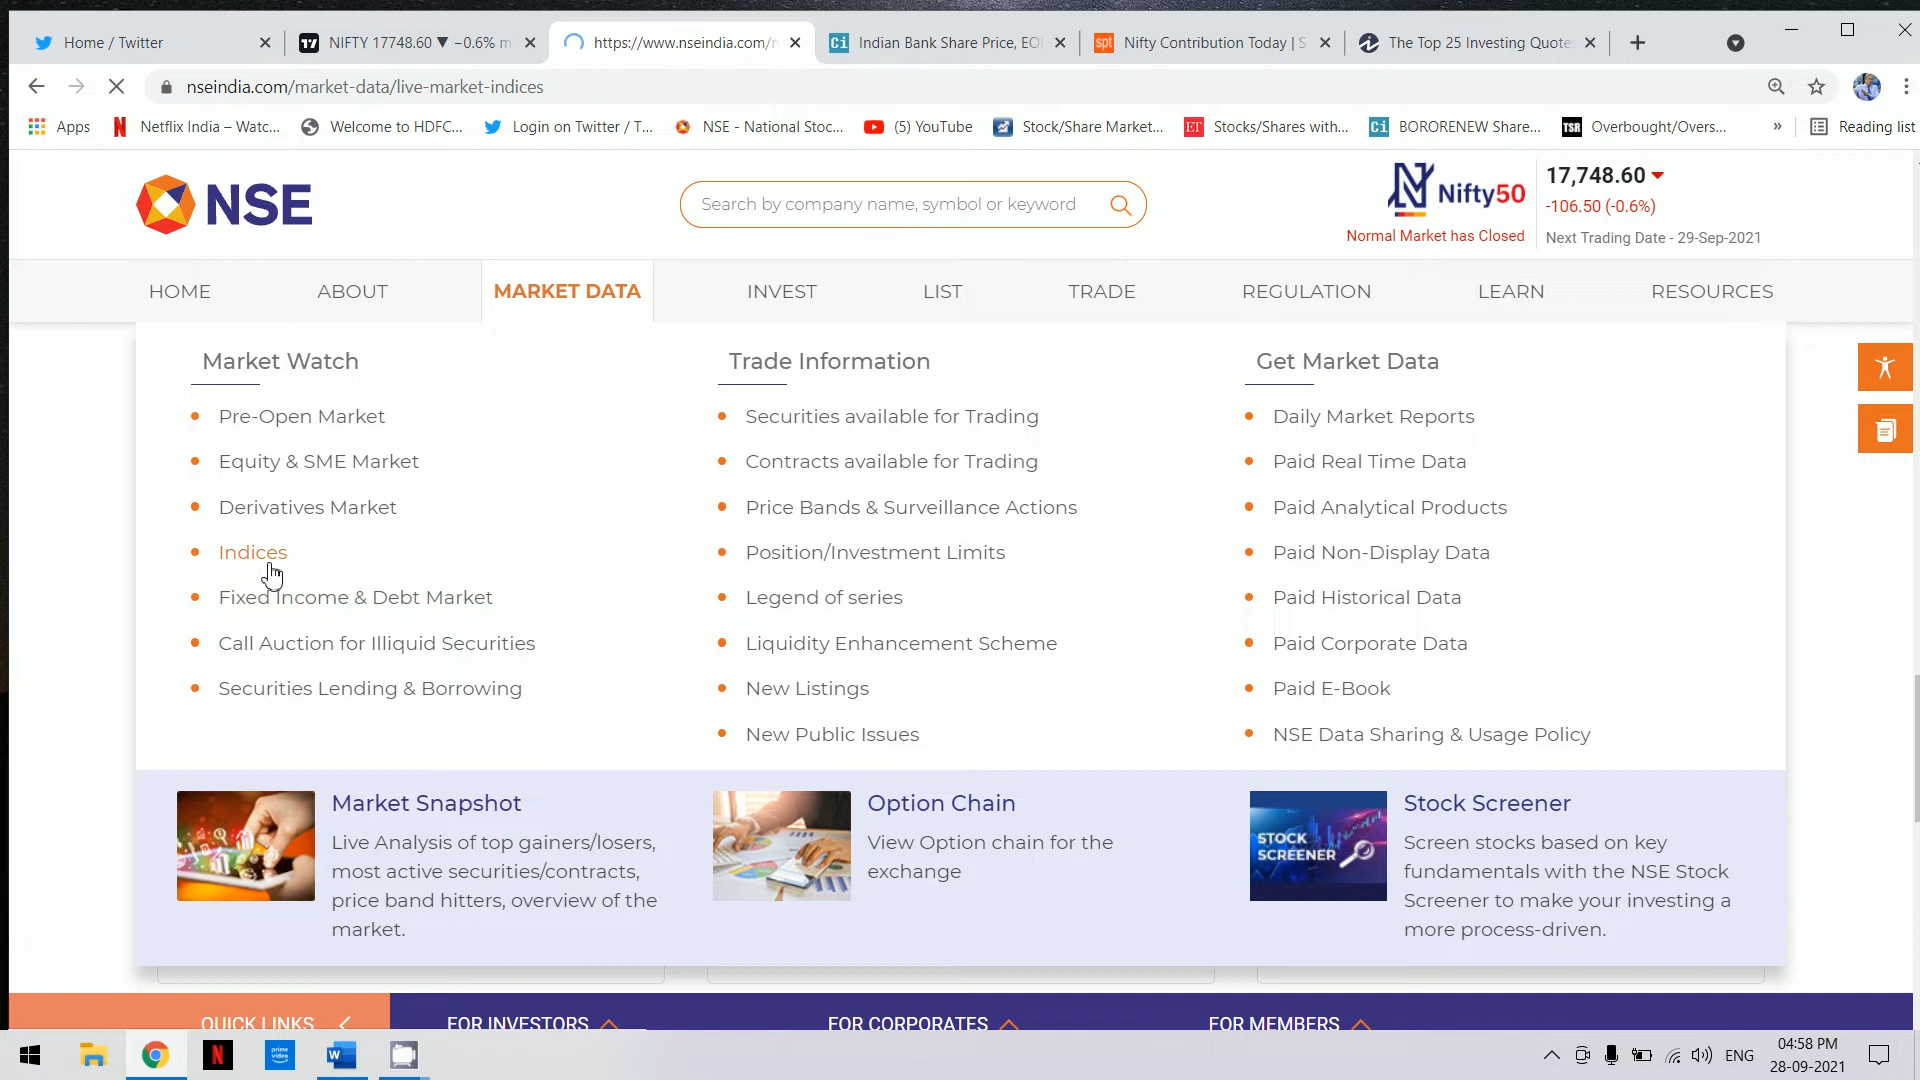 Home / Twitter
NIFTY 17748.60 ▼ −0.6% m
https://www.nseindia.com/
Indian Bank Share Price, EO
Nifty Contribution Today | S
The Top 25 Investing Quote
nseindia.com/market-data/live-market-indices
Apps
Netflix India – Watc...
Welcome to HDFC...
Login on Twitter / T...
NSE - National Stoc...
(5) YouTube
Stock/Share Market...
ET
Stocks/Shares with...
Ci
BORORENEW Share...
TSR
Overbought/Overs...
»
Reading list
NSE
Search by company name, symbol or keyword
Nifty50
Normal Market has Closed
17,748.60
-106.50 (-0.6%)
Next Trading Date - 29-Sep-2021
HOME
ABOUT
MARKET DATA
INVEST
LIST
TRADE
REGULATION
LEARN
RESOURCES
Market Watch
Pre-Open Market
Equity & SME Market
Derivatives Market
Indices
Fixed Income & Debt Market
Call Auction for Illiquid Securities
Securities Lending & Borrowing
Trade Information
Securities available for Trading
Contracts available for Trading
Price Bands & Surveillance Actions
Position/Investment Limits
Legend of series
Liquidity Enhancement Scheme
New Listings
New Public Issues
Get Market Data
Daily Market Reports
Paid Real Time Data
Paid Analytical Products
Paid Non-Display Data
Paid Historical Data
Paid Corporate Data
Paid E-Book
NSE Data Sharing & Usage Policy
Market Snapshot
Live Analysis of top gainers/losers,
most active securities/contracts,
price band hitters, overview of the
market.
Option Chain
View Option chain for the
exchange
STOCK
SCREENER
Stock Screener
Screen stocks based on key
fundamentals with the NSE Stock
Screener to make your investing a
more process-driven.
QUICK LINKS
FOR INVESTORS
FOR CORPORATES
FOR MEMBERS
prime video
ENG
04:58 PM
28-09-2021